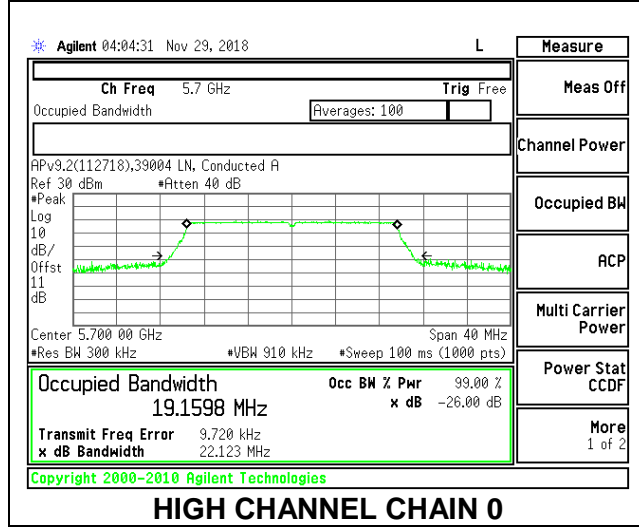 Agilent 04:04:31 Nov 29, 2018 L
Measure
Ch Freq 5.7 GHz Trig Free
Occupied Bandwidth Averages: 100
APv9.2(112718),39004 LN, Conducted A
Ref 30 dBm #Atten 40 dB
#Peak
Log
10
dB/
Offst
11
dB
Center 5.700 00 GHz Span 40 MHz
#Res BW 300 kHz #VBW 910 kHz #Sweep 100 ms (1000 pts)
Occupied Bandwidth Occ BW % Pwr 99.00 %
19.1598 MHz x dB -26.00 dB
Transmit Freq Error 9.720 kHz
x dB Bandwidth 22.123 MHz
Copyright 2000-2010 Agilent Technologies
Meas Off
Channel Power
Occupied BW
ACP
Multi Carrier
Power
Power Stat
CCDF
More
1 of 2
HIGH CHANNEL CHAIN 0